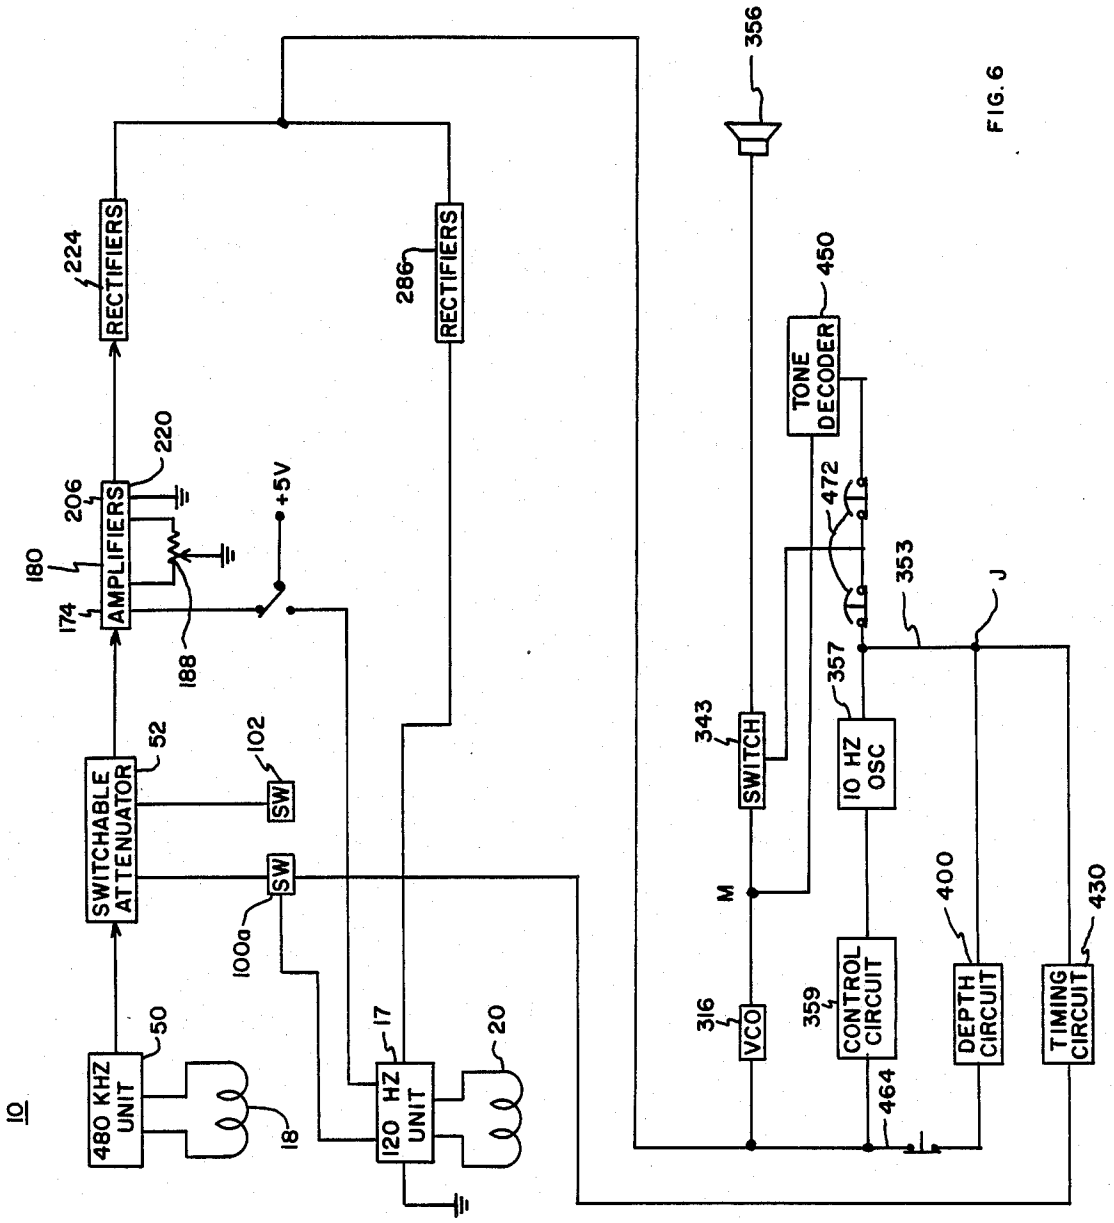 10
480 KHZ
UNIT
50
18
SWITCHABLE
ATTENUATOR
52
SW
100a
SW
102
174
180
206
AMPLIFIERS
220
188
+5V
224
RECTIFIERS
286
RECTIFIERS
120 HZ
UNIT
17
20
356
316
VCO
M
343
SWITCH
TONE
DECODER
450
472
359
CONTROL
CIRCUIT
357
10 HZ
OSC
353
J
464
DEPTH
CIRCUIT
400
TIMING
CIRCUIT
430
FIG. 6